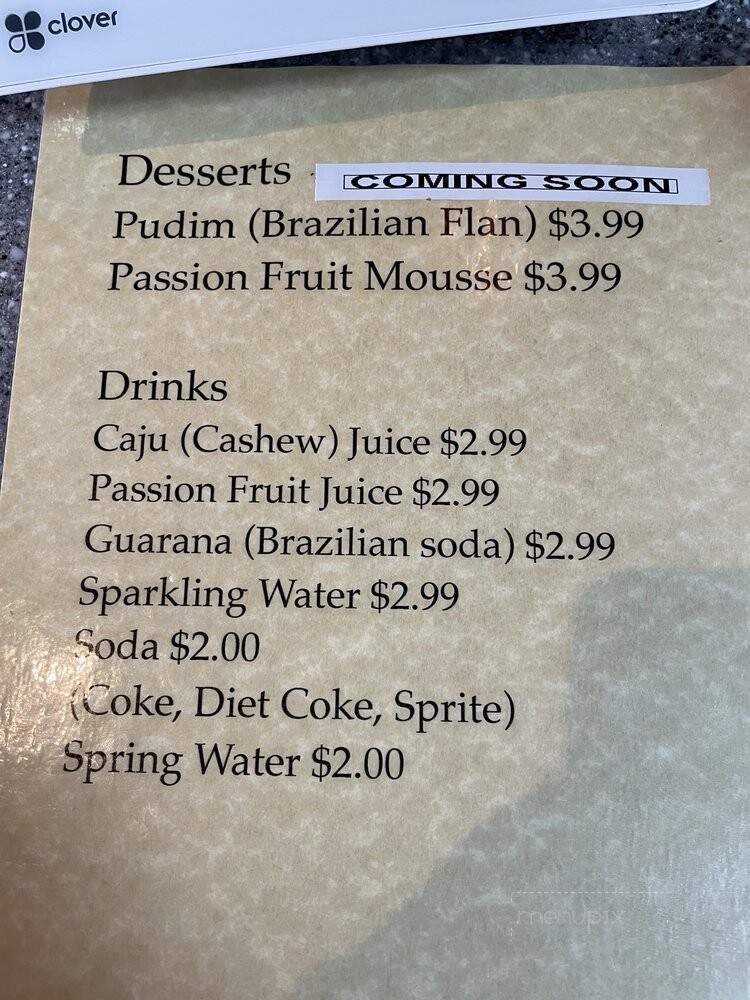 clover
Desserts COMING SOON
Pudim (Brazilian Flan) $3.99
Passion Fruit Mousse $3.99
Drinks
Caju (Cashew) Juice $2.99
Passion Fruit Juice $2.99
Guarana (Brazilian soda) $2.99
Sparkling Water $2.99
Soda $2.00
(Coke, Diet Coke, Sprite)
Spring Water $2.00
menupix